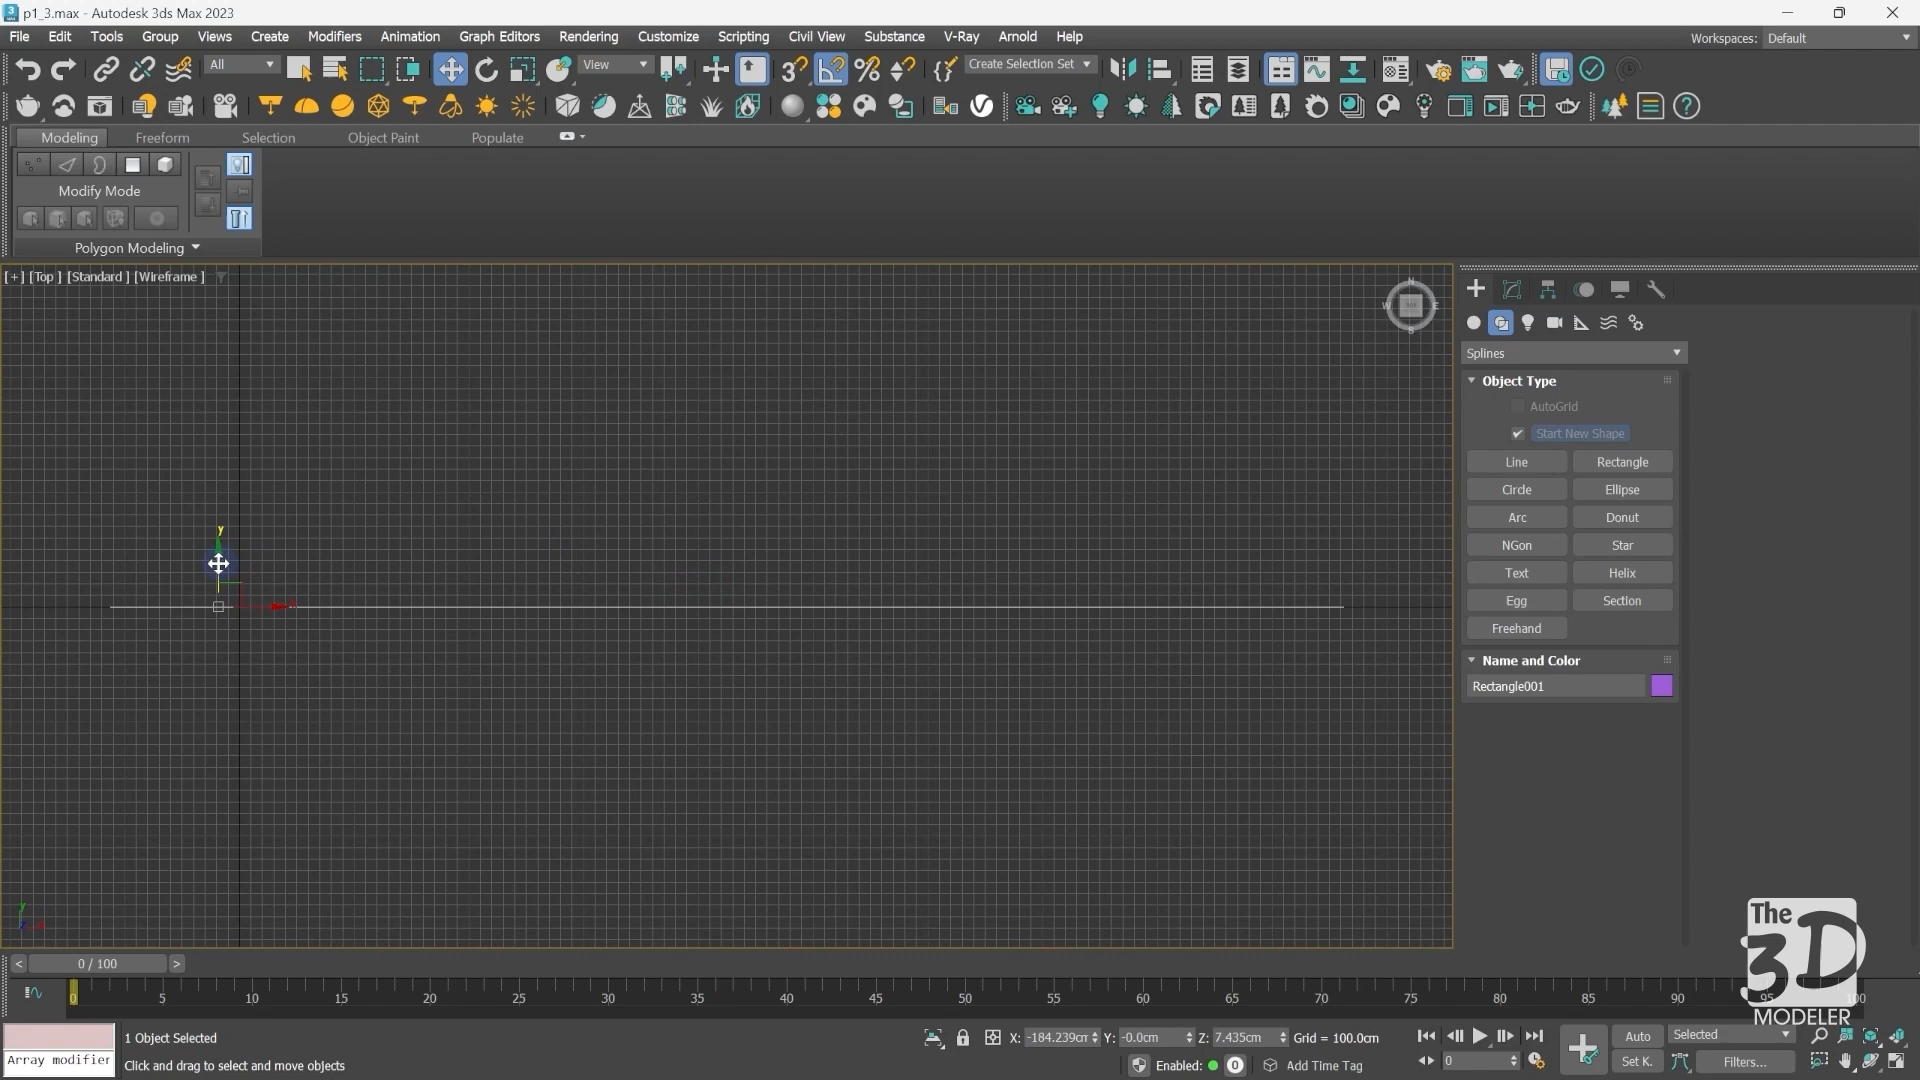 p1_3.max - Autodesk 3ds Max 2023
File Edit Tools Group Views Create Modifiers Animation Graph Editors Rendering Customize Scripting Civil View Substance V-Ray Arnold Help
Workspaces: Default
All
View
Create Selection Set
Modeling Freeform Selection Object Paint Populate
Modify Mode
Polygon Modeling
[+] [Top ] [Standard ] [Wireframe ]
N
W E
S
y
Splines
Object Type
AutoGrid
Start New Shape
Line Rectangle
Circle Ellipse
Arc Donut
NGon Star
Text Helix
Egg Section
Freehand
Name and Color
Rectangle001
y
z x
The
3D
MODELER
< 0 / 100 >
0 5 10 15 20 25 30 35 40 45 50 55 60 65 70 75 80 85 90 95 100
1 Object Selected
X: -184.239cm Y: -0.0cm Z: 7.435cm Grid = 100.0cm
Auto Selected
Array modifier
Click and drag to select and move objects
Enabled: 0
Add Time Tag
0
Set K. Filters...